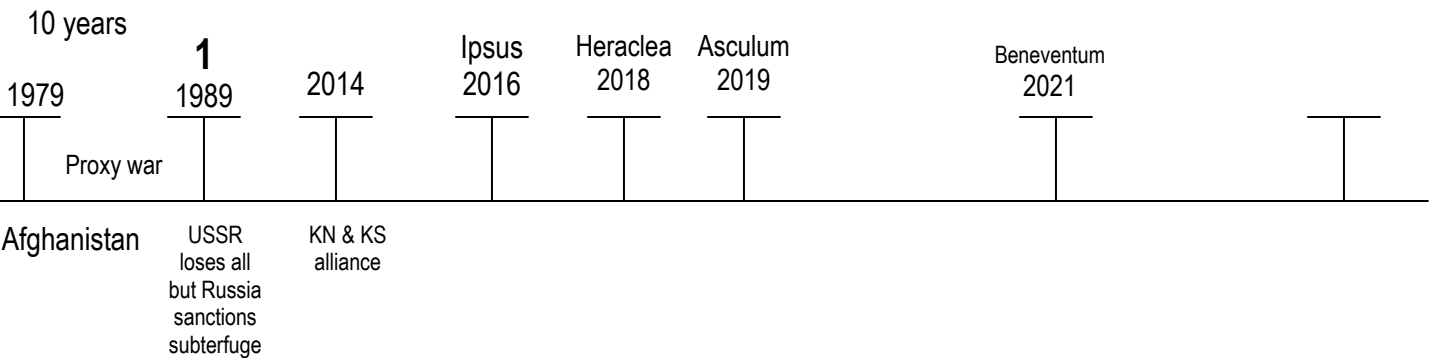 10 years
1979
1
1989
2014
Ipsus
2016
Heraclea
2018
Asculum
2019
Beneventum
2021
Proxy war
Afghanistan
USSR
loses all
but Russia
sanctions
subterfuge
KN & KS
alliance